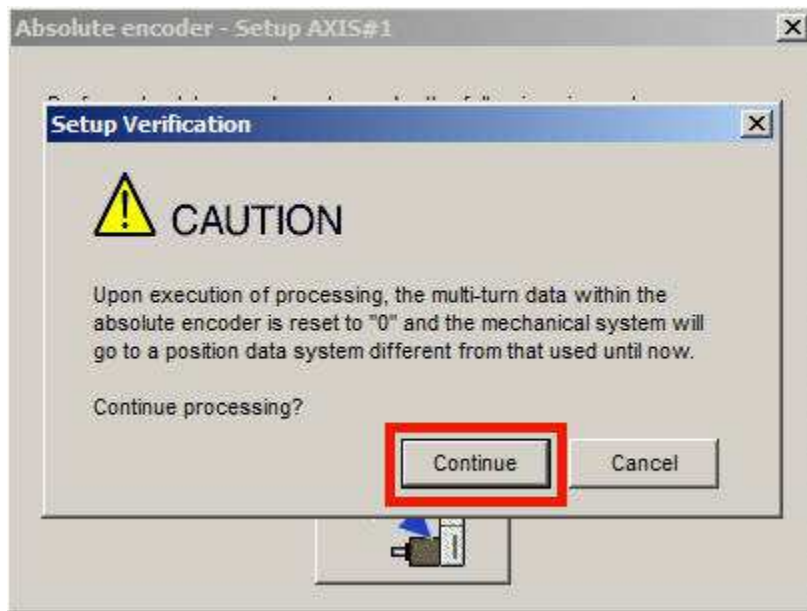 Absolute encoder - Setup AXIS#1
Setup Verification
CAUTION
Upon execution of processing, the multi-turn data within the
absolute encoder is reset to "0" and the mechanical system will
go to a position data system different from that used until now.
Continue processing?
Continue
Cancel